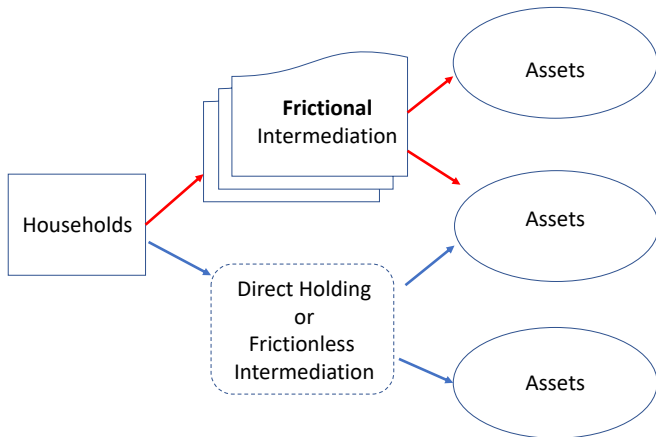 Assets
Frictional
Intermediation
Households
Assets
Direct Holding
or
Frictionless
Intermediation
Assets